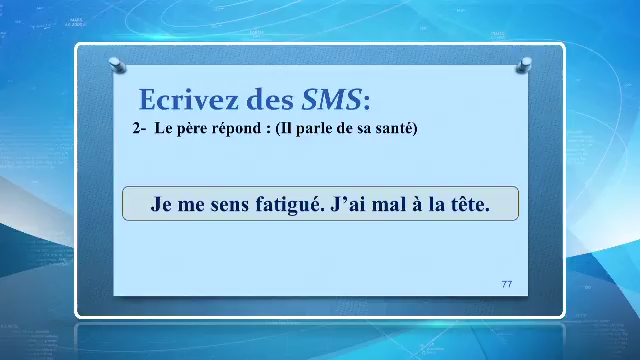 Ecrivez des SMS:
2- Le père répond : (Il parle de sa santé)
Je me sens fatigué. J’ai mal à la tête.
77